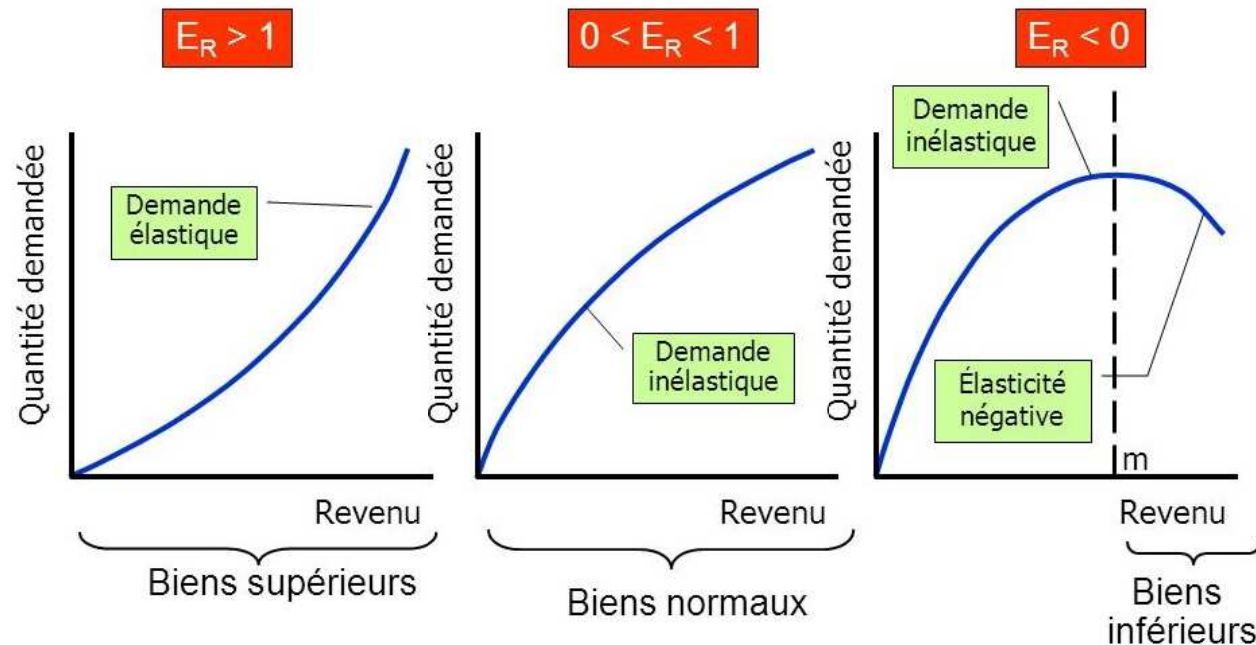 E_R > 1
0 < E_R < 1
E_R < 0
Quantité demandée
Demande
élastique
Revenu
Biens supérieurs
Quantité demandée
Demande
inélastique
Revenu
Biens normaux
Quantité demandée
Demande
inélastique
Élasticité
négative
m
Revenu
Biens
inférieurs